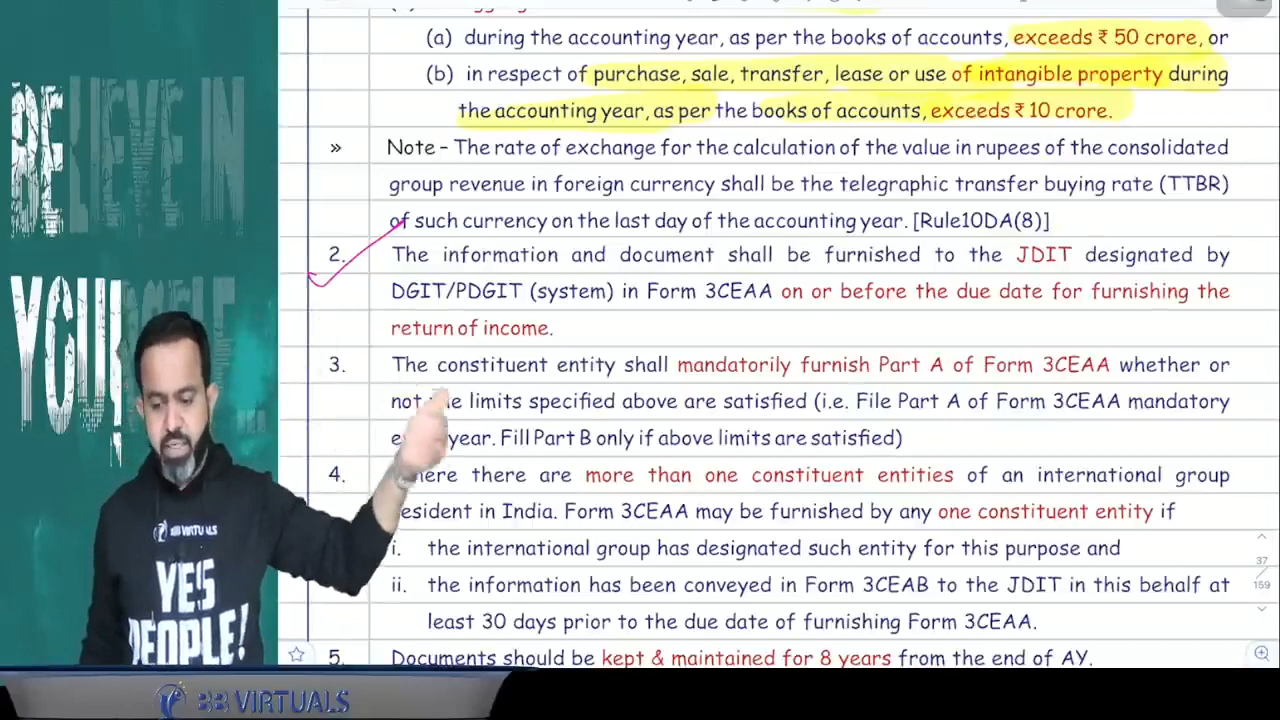 (a) during the accounting year, as per the books of accounts, exceeds ₹ 50 crore, or
(b) in respect of purchase, sale, transfer, lease or use of intangible property during
the accounting year, as per the books of accounts, exceeds ₹ 10 crore.
» Note – The rate of exchange for the calculation of the value in rupees of the consolidated
group revenue in foreign currency shall be the telegraphic transfer buying rate (TTBR)
of such currency on the last day of the accounting year. [Rule10DA(8)]
2. The information and document shall be furnished to the JDIT designated by
DGIT/PDGIT (system) in Form 3CEAA on or before the due date for furnishing the
return of income.
3. The constituent entity shall mandatorily furnish Part A of Form 3CEAA whether or
not limits specified above are satisfied (i.e. File Part A of Form 3CEAA mandatory
year. Fill Part B only if above limits are satisfied)
4. there are more than one constituent entities of an international group
resident in India. Form 3CEAA may be furnished by any one constituent entity if
i. the international group has designated such entity for this purpose and
ii. the information has been conveyed in Form 3CEAB to the JDIT in this behalf at
least 30 days prior to the due date of furnishing Form 3CEAA.
5. Documents should be kept & maintained for 8 years from the end of AY.
37
159
BELIEVE IN
BB VIRTUALS
YES
PEOPLE!
BB VIRTUALS